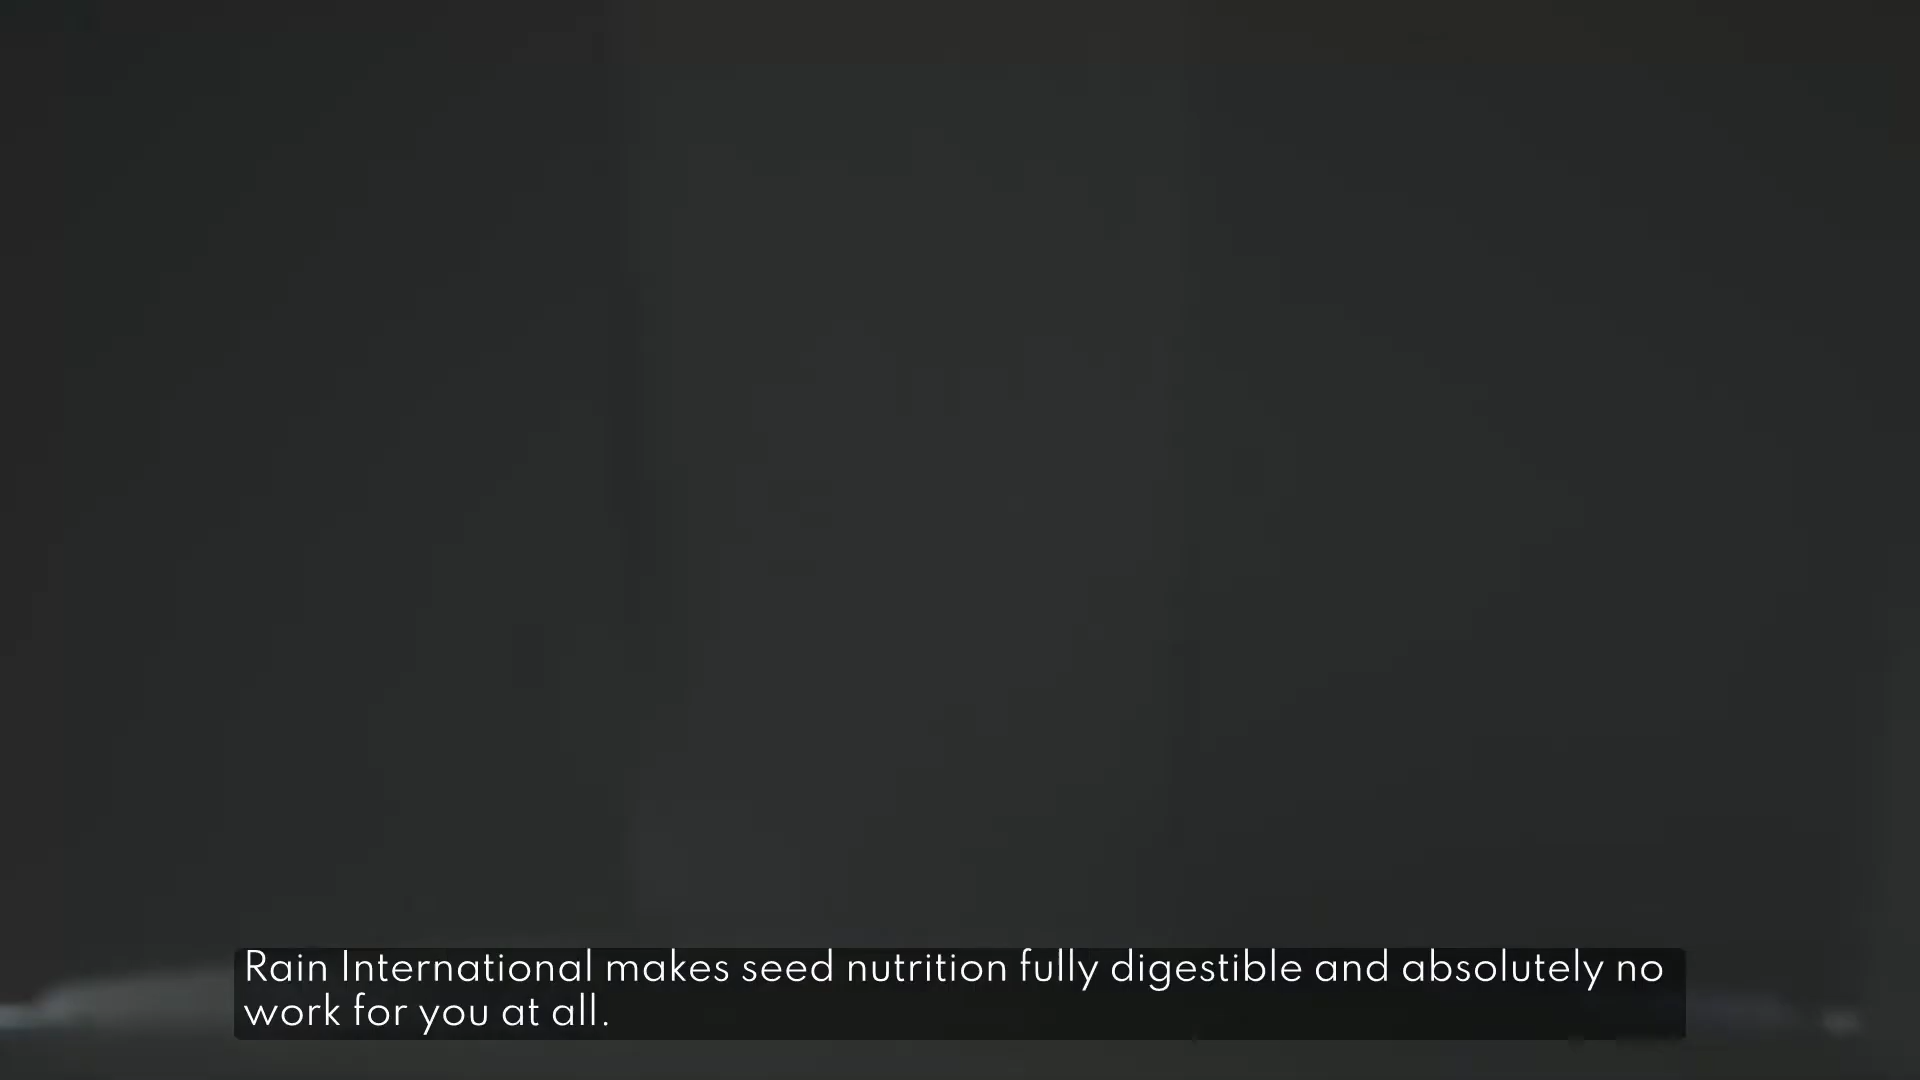 Rain International makes seed nutrition fully digestible and absolutely no
work for you at all.